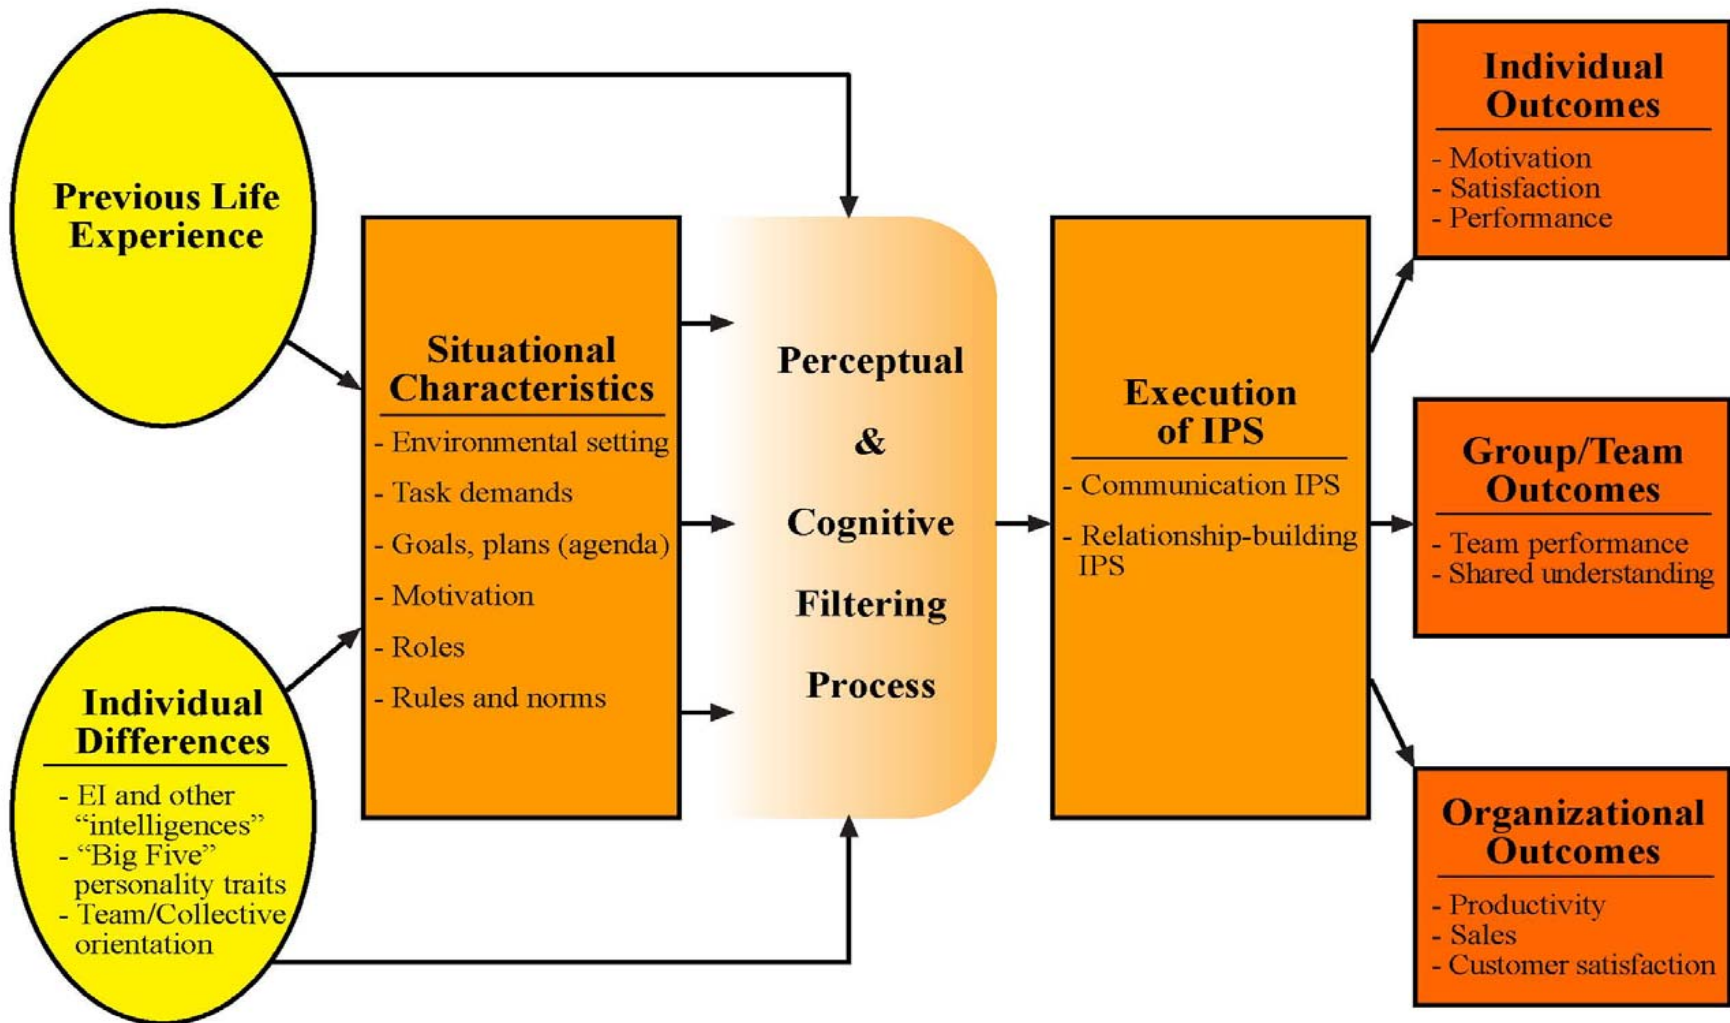 Previous Life
Experience
Individual
Differences
- EI and other
“intelligences”
- “Big Five”
personality traits
- Team/Collective
orientation
Situational
Characteristics
- Environmental setting
- Task demands
- Goals, plans (agenda)
- Motivation
- Roles
- Rules and norms
Perceptual
&
Cognitive
Filtering
Process
Execution
of IPS
- Communication IPS
- Relationship-building
IPS
Individual
Outcomes
- Motivation
- Satisfaction
- Performance
Group/Team
Outcomes
- Team performance
- Shared understanding
Organizational
Outcomes
- Productivity
- Sales
- Customer satisfaction